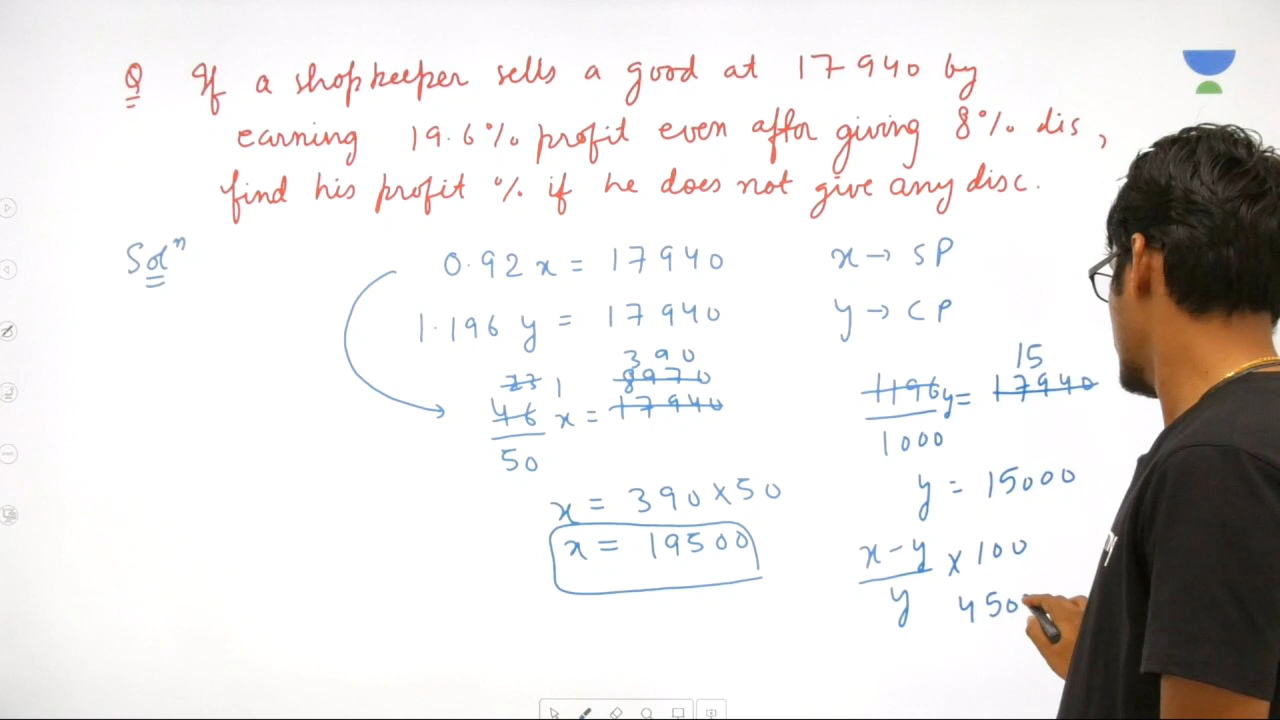 Q If a shopkeeper sells a good at 17940 by
earning 19.6% profit even after giving 8% dis,
find his profit % if he does not give any disc.
Solⁿ
0.92x = 17940
1.196 y = 17940
390
23 1 8970
46 x = 17940
50
x = 390 x 50
x = 19500
x → SP
y → CP
15
1196 y = 17940
1000
y = 15000
x - y x 100
y
450